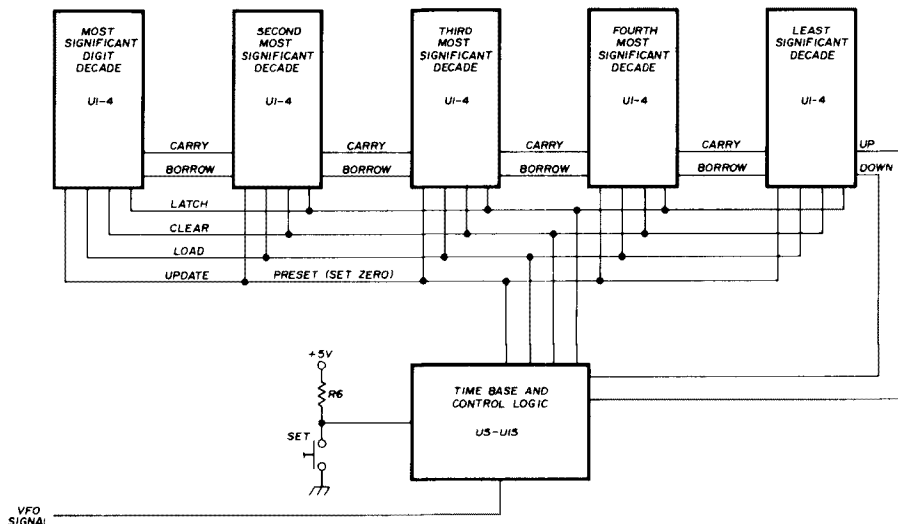 MOST
SIGNIFICANT
DIGIT
DECADE
U1-4
SECOND
MOST
SIGNIFICANT
DECADE
U1-4
THIRD
MOST
SIGNIFICANT
DECADE
U1-4
FOURTH
MOST
SIGNIFICANT
DECADE
U1-4
LEAST
SIGNIFICANT
DECADE
U1-4
CARRY
CARRY
CARRY
CARRY
UP
BORROW
BORROW
BORROW
BORROW
DOWN
LATCH
CLEAR
LOAD
UPDATE
PRESET (SET ZERO)
+5V
R6
SET
TIME BASE AND
CONTROL LOGIC
U5-U15
VFO
SIGNAL